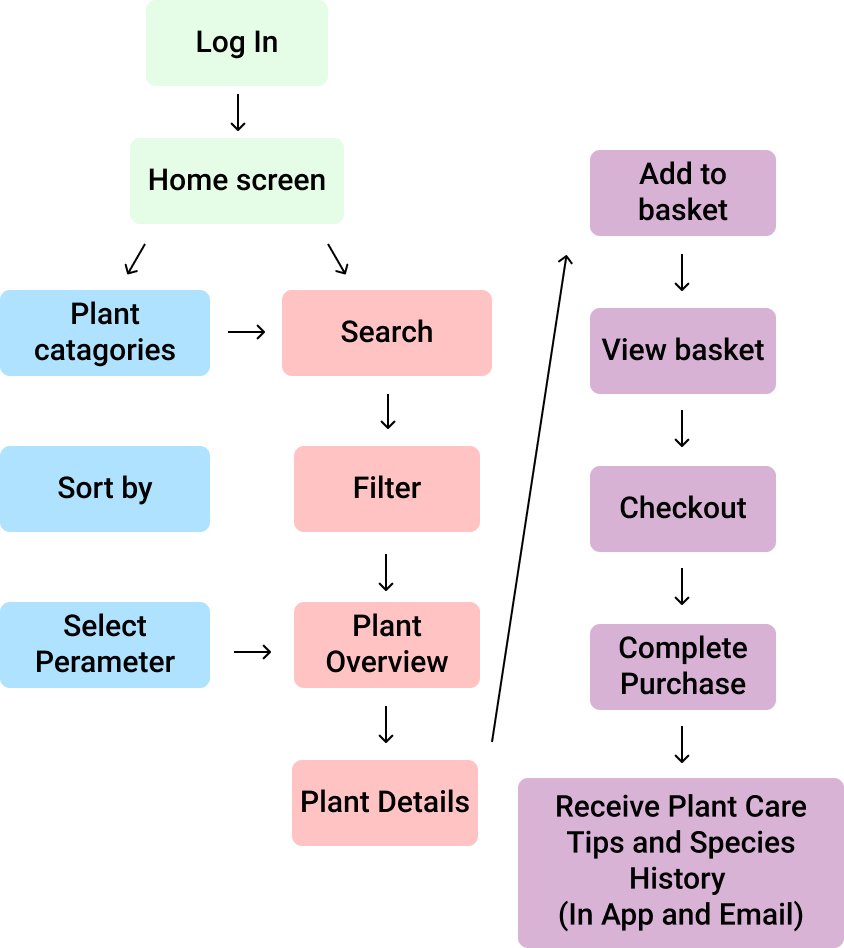 Log In
Home screen
Plant
catagories
Search
Sort by
Filter
Select
Perameter
Plant
Overview
Plant Details
Add to
basket
View basket
Checkout
Complete
Purchase
Receive Plant Care
Tips and Species
History
(In App and Email)